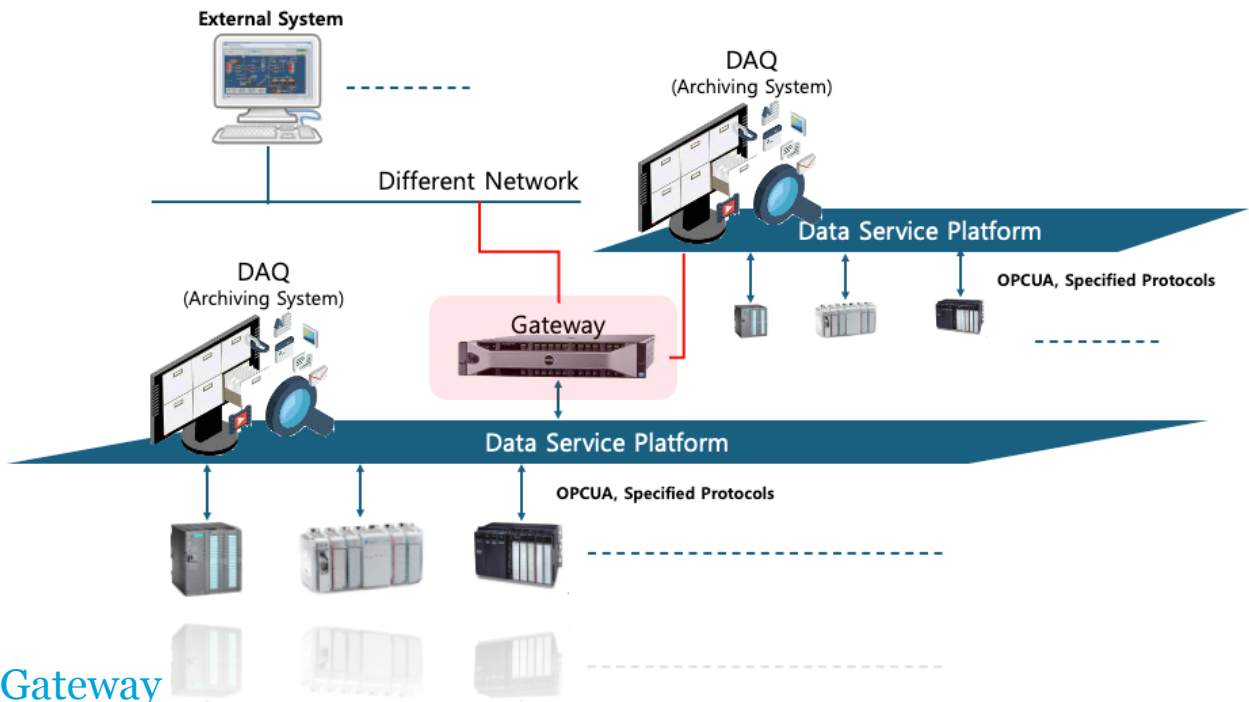 External System
DAQ
(Archiving System)
Different Network
Data Service Platform
DAQ
(Archiving System)
OPCUA, Specified Protocols
Gateway
Data Service Platform
OPCUA, Specified Protocols
Gateway